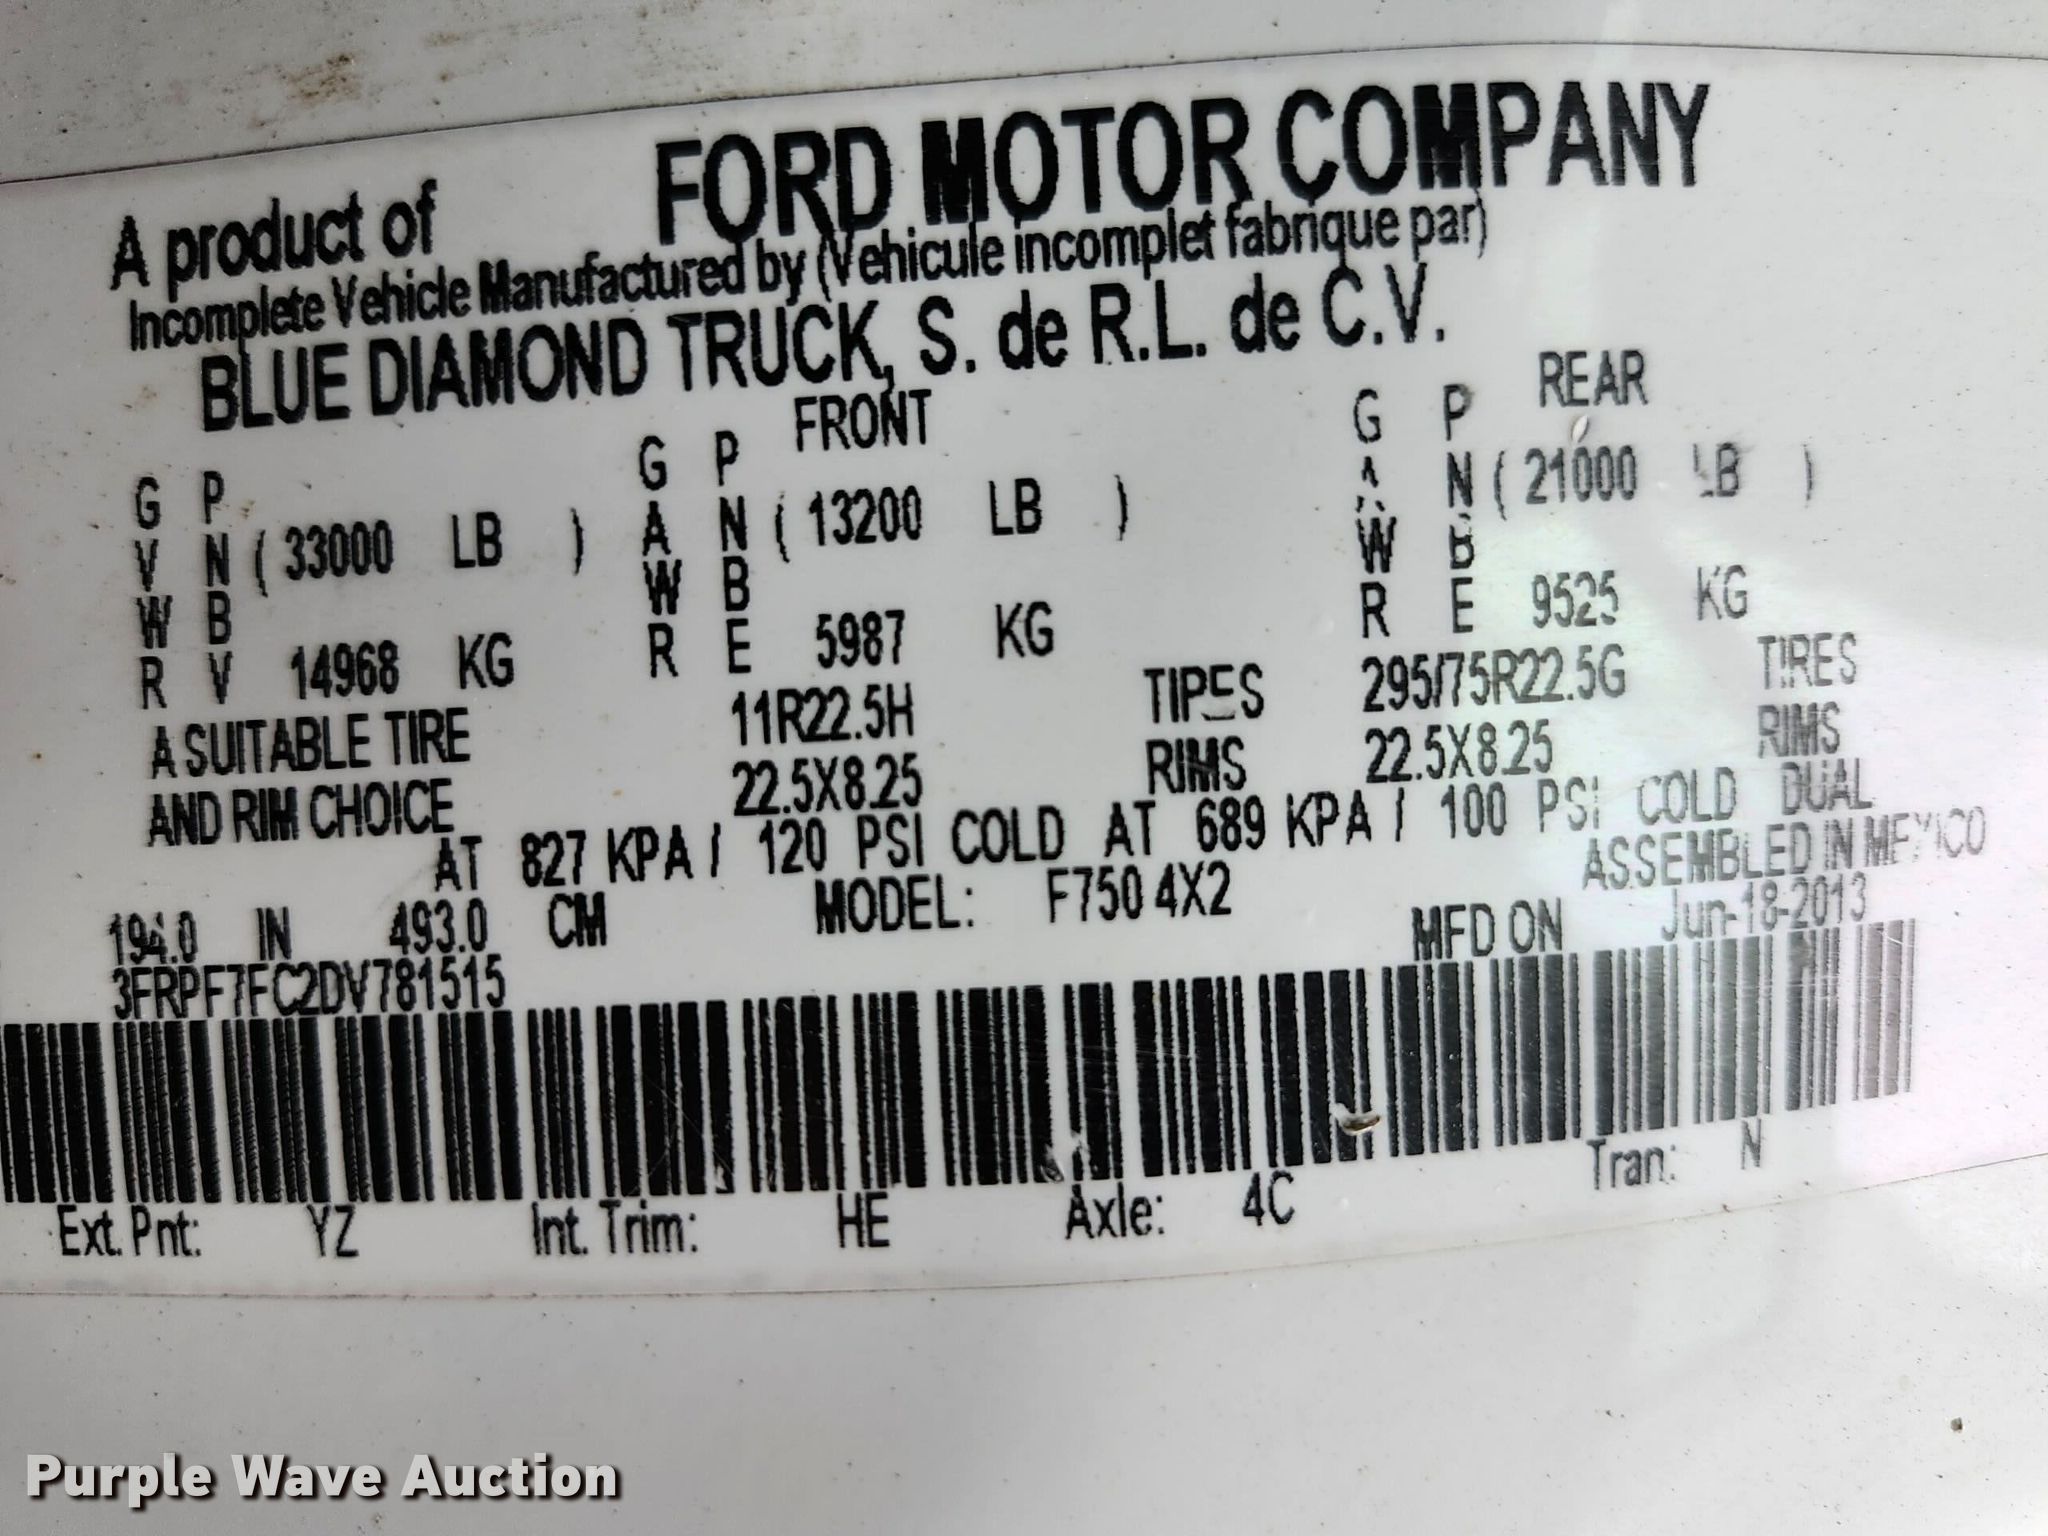 A product of FORD MOTOR COMPANY
Incomplete Vehicle Manufactured by (Vehicule incomplet fabrique par)
BLUE DIAMOND TRUCK, S. de R.L. de C.V.
FRONT REAR
G P G P G P
V N ( 33000 LB ) A N ( 13200 LB ) A N ( 21000 LB )
W B W B W B
R V 14968 KG R E 5987 KG R E 9525 KG
A SUITABLE TIRE 11R22.5H TIRES 295/75R22.5G TIRES
AND RIM CHOICE 22.5X8.25 RIMS 22.5X8.25 RIMS
AT 827 KPA / 120 PSI COLD AT 689 KPA / 100 PSI COLD DUAL
ASSEMBLED IN MEXICO
194.0 IN 493.0 CM MODEL: F750 4X2 MFD ON Jun-18-2013
3FRPF7FC2DV781515
Ext. Pnt: YZ Int. Trim: HE Axle: 4C Tran: N
Purple Wave Auction